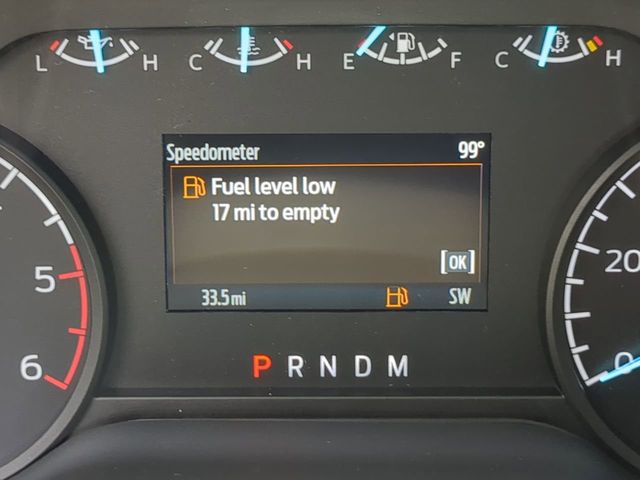 L H C H E F C H
Speedometer 99°
Fuel level low
17 mi to empty
[OK]
33.5 mi SW
5
6
20
0
P R N D M